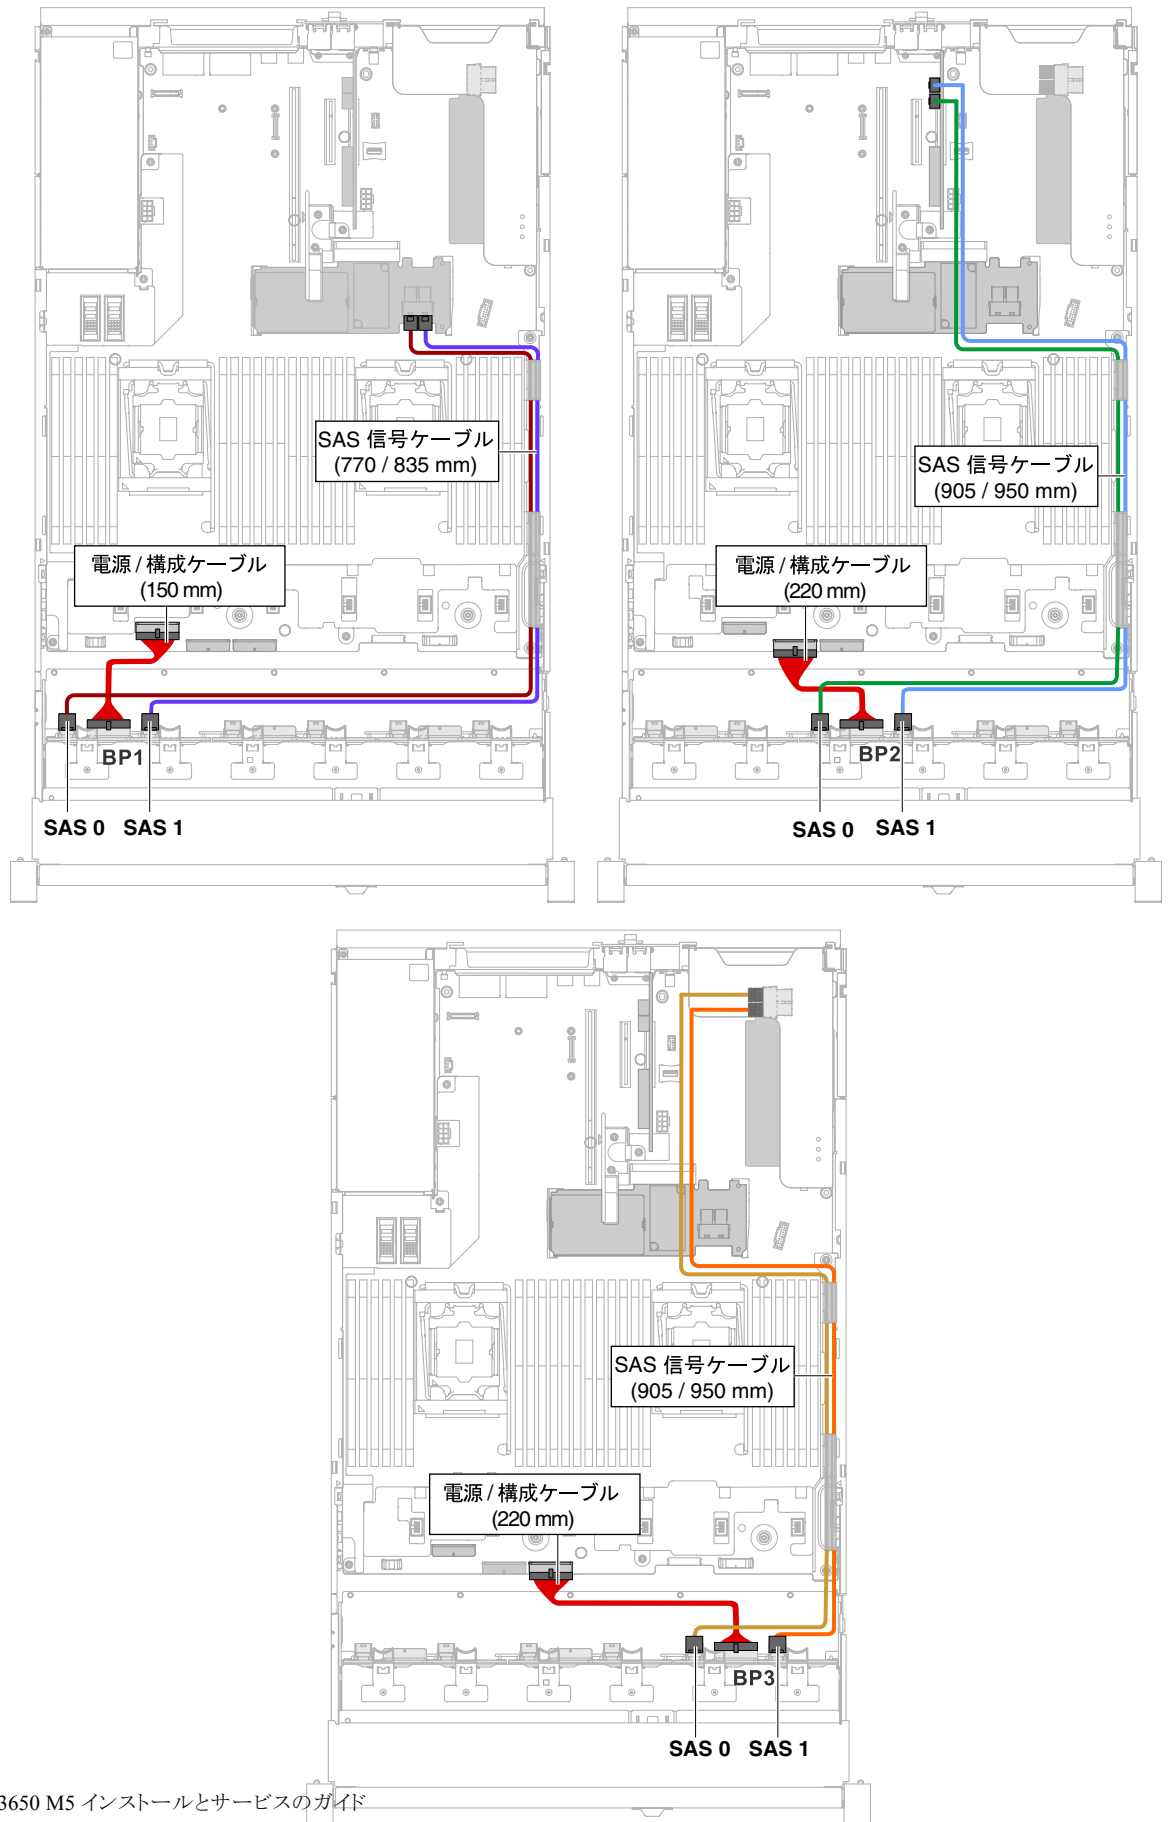 SAS 信号ケーブル
(770 / 835 mm)
電源 / 構成ケーブル
(150 mm)
BP1
SAS 0 SAS 1
SAS 信号ケーブル
(905 / 950 mm)
電源 / 構成ケーブル
(220 mm)
BP2
SAS 0 SAS 1
SAS 信号ケーブル
(905 / 950 mm)
電源 / 構成ケーブル
(220 mm)
BP3
SAS 0 SAS 1
3650 M5 インストールとサービスのガイド